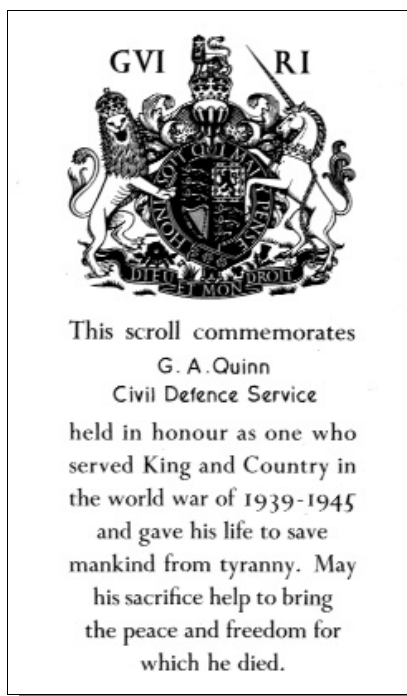 GVI RI
HONI SOIT QUI MAL Y PENSE
DIEU ET MON DROIT
This scroll commemorates
G. A. Quinn
Civil Defence Service
held in honour as one who
served King and Country in
the world war of 1939-1945
and gave his life to save
mankind from tyranny. May
his sacrifice help to bring
the peace and freedom for
which he died.